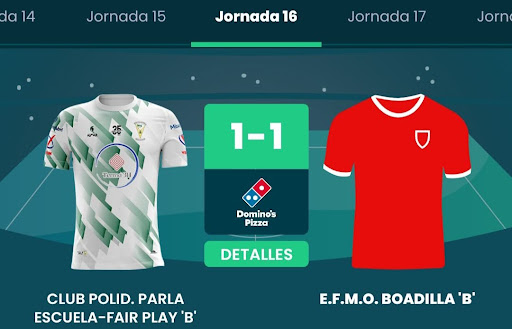 da 14
Jornada 15
Jornada 16
Jornada 17
Jorna
1-1
Domino's
Pizza
DETALLES
CLUB POLID. PARLA
ESCUELA-FAIR PLAY 'B'
E.F.M.O. BOADILLA 'B'